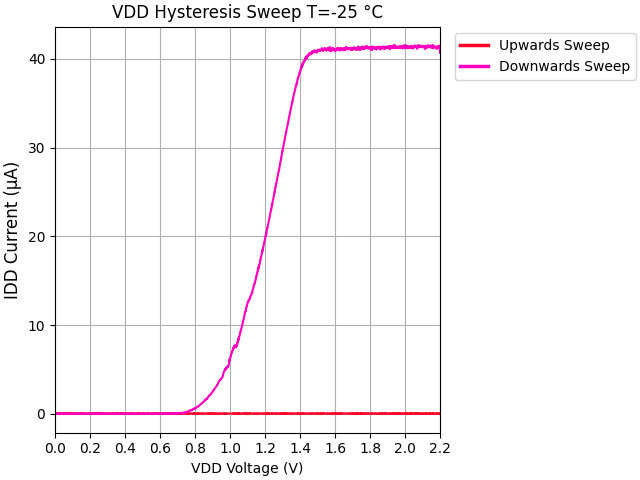 VDD Hysteresis Sweep T=-25 °C
IDD Current (μA)
40
30
20
10
0
0.0 0.2 0.4 0.6 0.8 1.0 1.2 1.4 1.6 1.8 2.0 2.2
VDD Voltage (V)
Upwards Sweep
Downwards Sweep